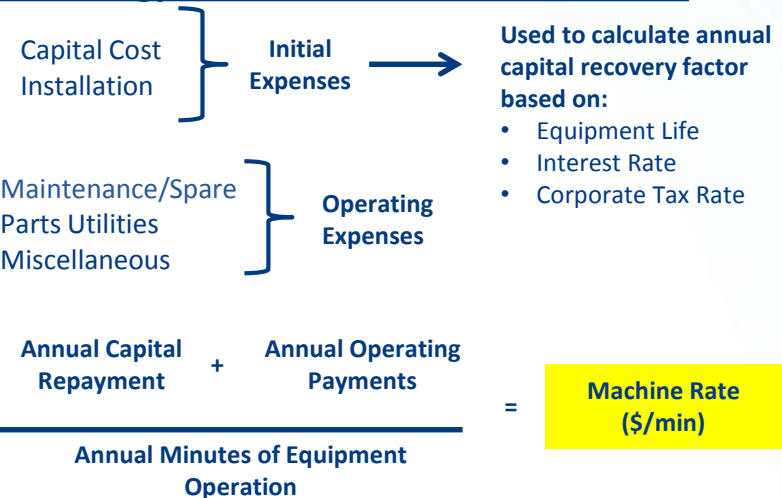 Capital Cost
Installation
Initial
Expenses
Used to calculate annual
capital recovery factor
based on:
• Equipment Life
• Interest Rate
• Corporate Tax Rate
Maintenance/Spare
Parts Utilities
Miscellaneous
Operating
Expenses
Annual Capital
Repayment
+
Annual Operating
Payments
=
Machine Rate
($/min)
Annual Minutes of Equipment
Operation